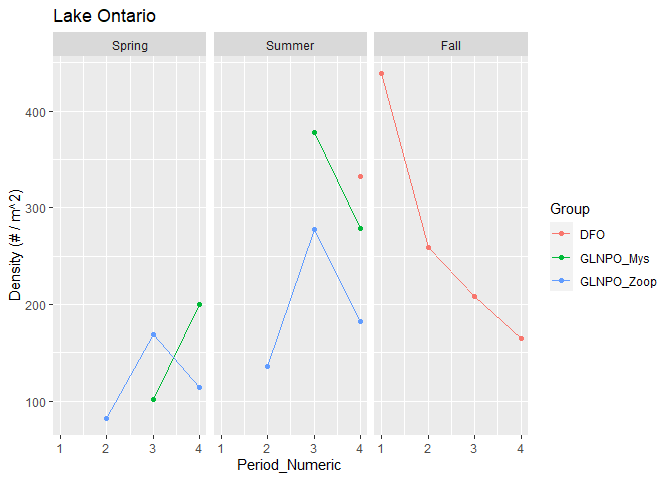 Lake Ontario
Spring Summer Fall
Density (# / m^2)
400
300
200
100
1 2 3 4 1 2 3 4 1 2 3 4
Period_Numeric
Group
DFO
GLNPO_Mys
GLNPO_Zoop